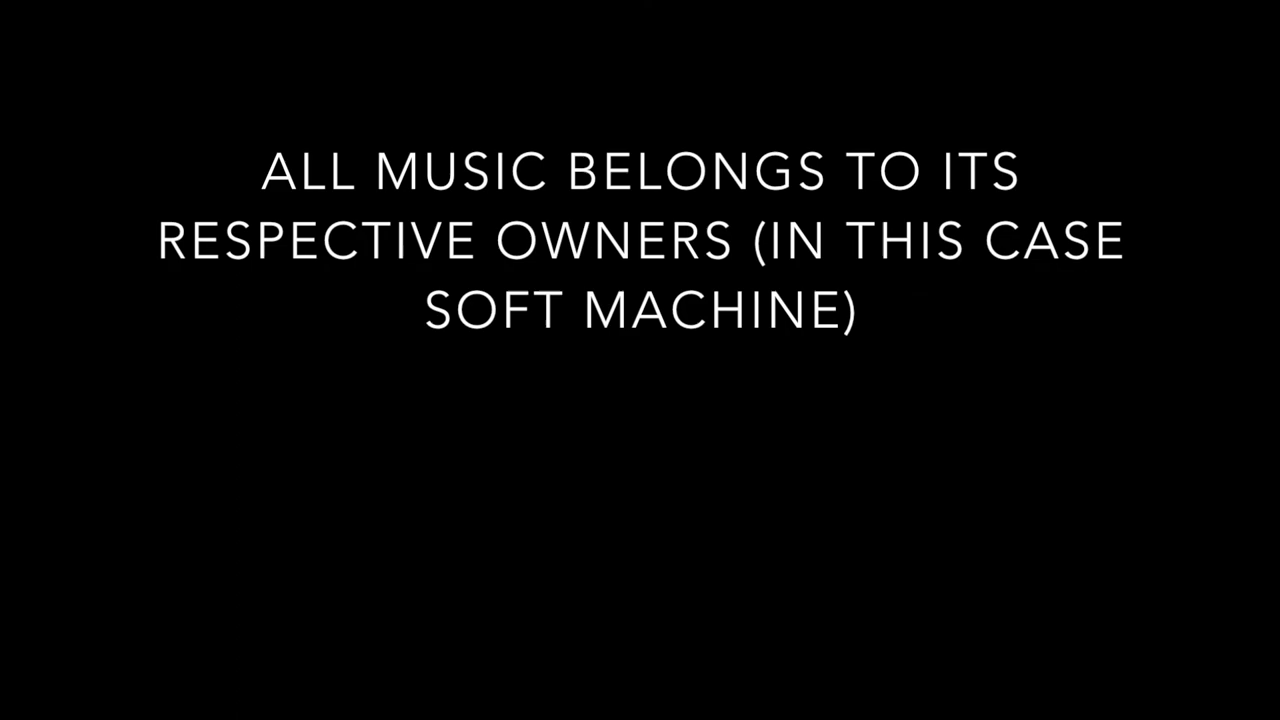 ALL MUSIC BELONGS TO ITS
RESPECTIVE OWNERS (IN THIS CASE
SOFT MACHINE)